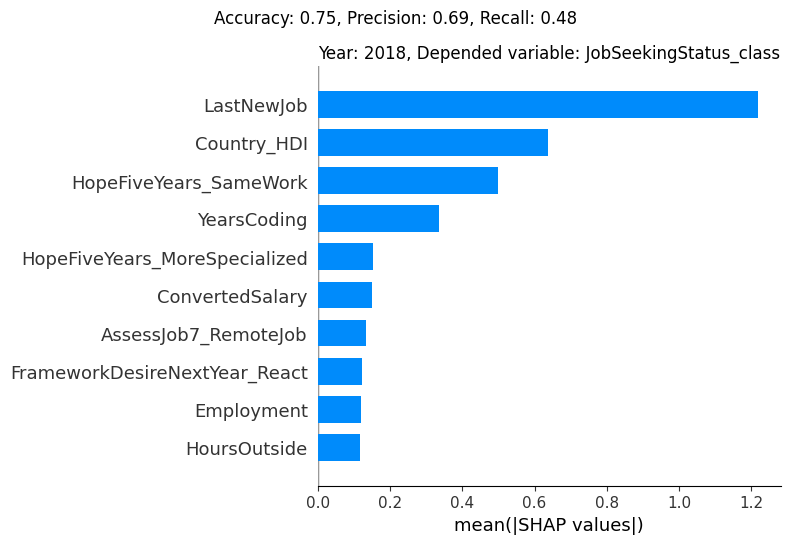 Accuracy: 0.75, Precision: 0.69, Recall: 0.48
Year: 2018, Depended variable: JobSeekingStatus_class
LastNewJob
Country_HDI
HopeFiveYears_SameWork
YearsCoding
HopeFiveYears_MoreSpecialized
ConvertedSalary
AssessJob7_RemoteJob
FrameworkDesireNextYear_React
Employment
HoursOutside
0.0 0.2 0.4 0.6 0.8 1.0 1.2
mean(|SHAP values|)